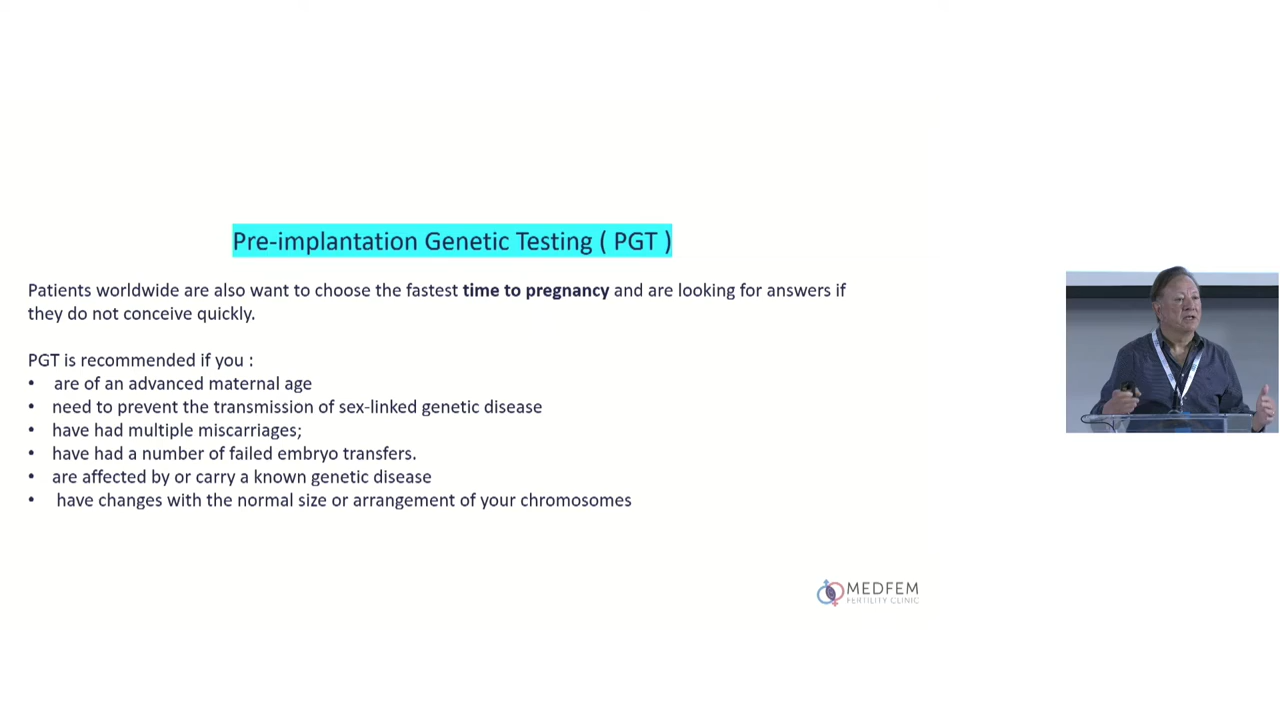 Pre-implantation Genetic Testing ( PGT )
Patients worldwide are also want to choose the fastest time to pregnancy and are looking for answers if
they do not conceive quickly.
PGT is recommended if you :
• are of an advanced maternal age
• need to prevent the transmission of sex-linked genetic disease
• have had multiple miscarriages;
• have had a number of failed embryo transfers.
• are affected by or carry a known genetic disease
• have changes with the normal size or arrangement of your chromosomes
MEDFEM
FERTILITY CLINIC